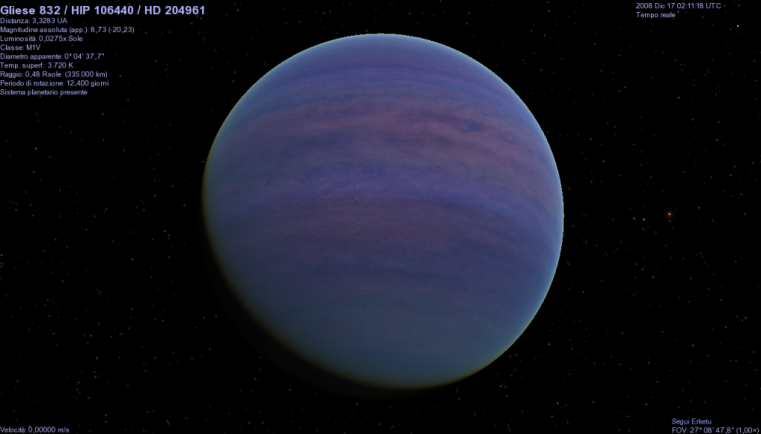 Gliese 832 / HIP 106440 / HD 204961
Distanza: 3,3283 UA
Magnitudine assoluta (app.): 8,73 (-20,23)
Luminosità: 0,0275x Sole
Classe: M1V
Diametro apparente: 0° 04' 37,7"
Temp. superf.: 3.720 K
Raggio: 0,48 Rsole (335.000 km)
Periodo di rotazione: 12,400 giorni
Sistema planetario presente
2008 Dic 17 02:11:18 UTC
Tempo reale
Velocità: 0,00000 m/s
Segui Erketu
FOV: 27° 08' 47,8" (1,00×)